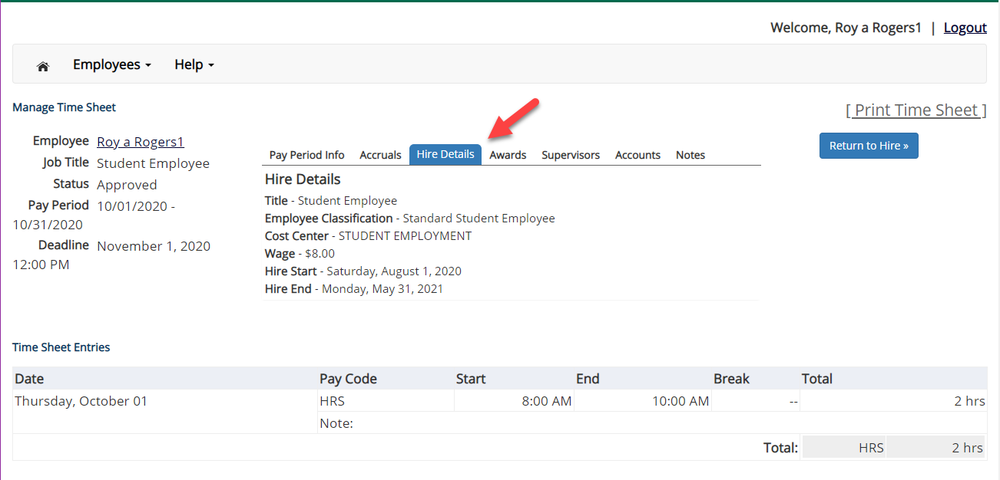 Welcome, Roy a Rogers1 | Logout
Employees Help
Manage Time Sheet
[ Print Time Sheet ]
Employee Roy a Rogers1
Job Title Student Employee
Status Approved
Pay Period 10/01/2020 -
10/31/2020
Deadline November 1, 2020
12:00 PM
Pay Period Info Accruals Hire Details Awards Supervisors Accounts Notes
Return to Hire »
Hire Details
Title - Student Employee
Employee Classification - Standard Student Employee
Cost Center - STUDENT EMPLOYMENT
Wage - $8.00
Hire Start - Saturday, August 1, 2020
Hire End - Monday, May 31, 2021
Time Sheet Entries
Date Pay Code Start End Break Total
Thursday, October 01 HRS 8:00 AM 10:00 AM -- 2 hrs
Note:
Total: HRS 2 hrs